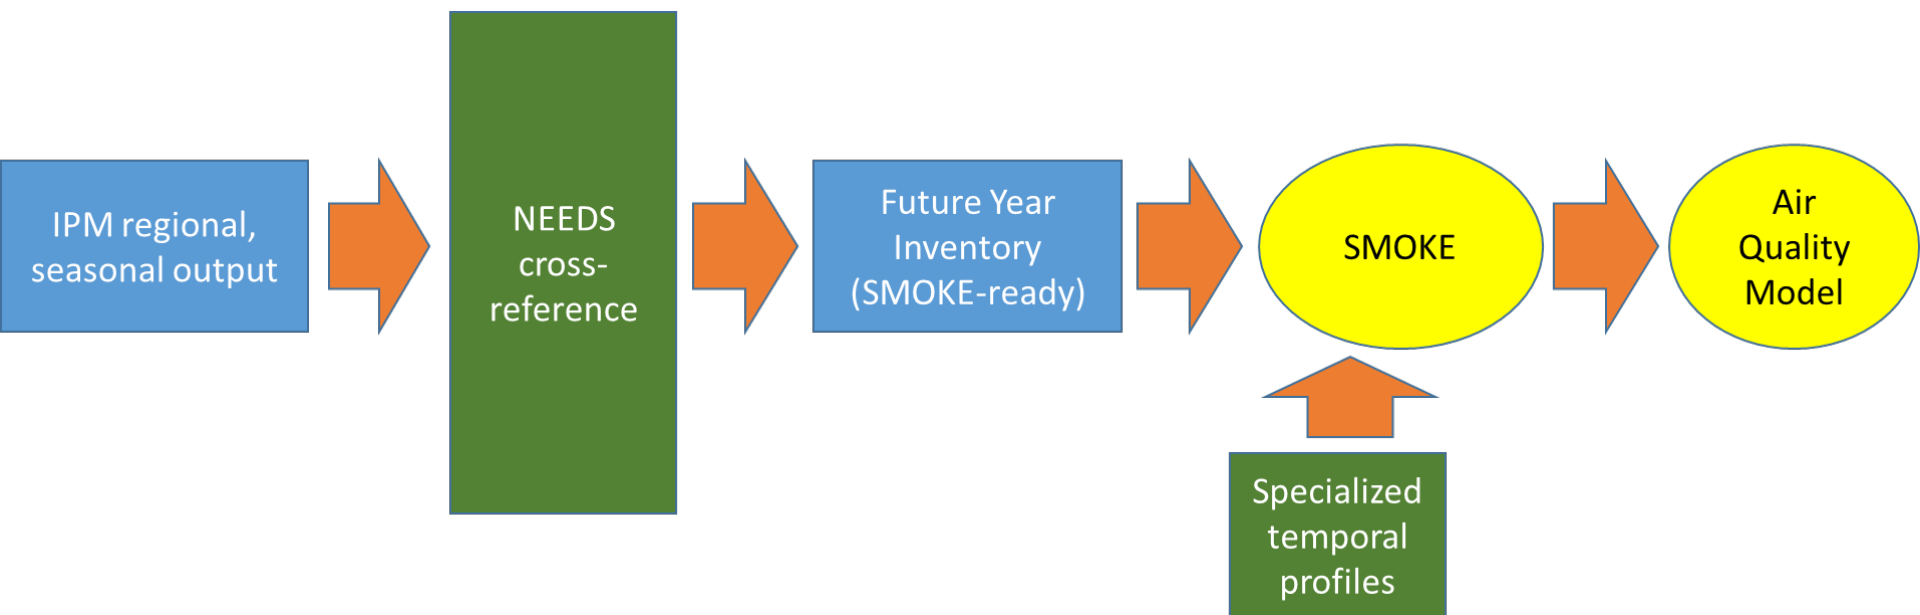 IPM regional,
seasonal output
NEEDS
cross-
reference
Future Year
Inventory
(SMOKE-ready)
SMOKE
Air
Quality
Model
Specialized
temporal
profiles